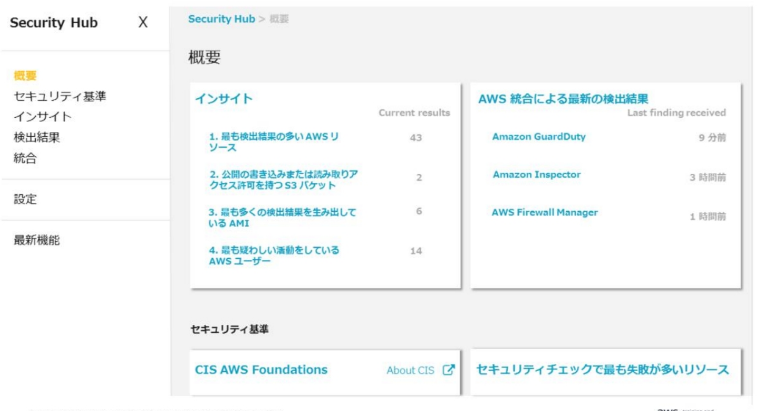 Security Hub X
概要
セキュリティ基準
インサイト
検出結果
統合
設定
最新機能
Security Hub > 概要
概要
インサイト
Current results
1. 最も検出結果の多い AWS リ
ソース
43
2. 公開の書き込みまたは読み取りア
クセス許可を持つ S3 バケット
2
3. 最も多くの検出結果を生み出して
いる AMI
6
4. 最も疑わしい活動をしている
AWS ユーザー
14
AWS 統合による最新の検出結果
Last finding received
Amazon GuardDuty 9 分前
Amazon Inspector 3 時間前
AWS Firewall Manager 1 時間前
セキュリティ基準
CIS AWS Foundations About CIS
セキュリティチェックで最も失敗が多いリソース